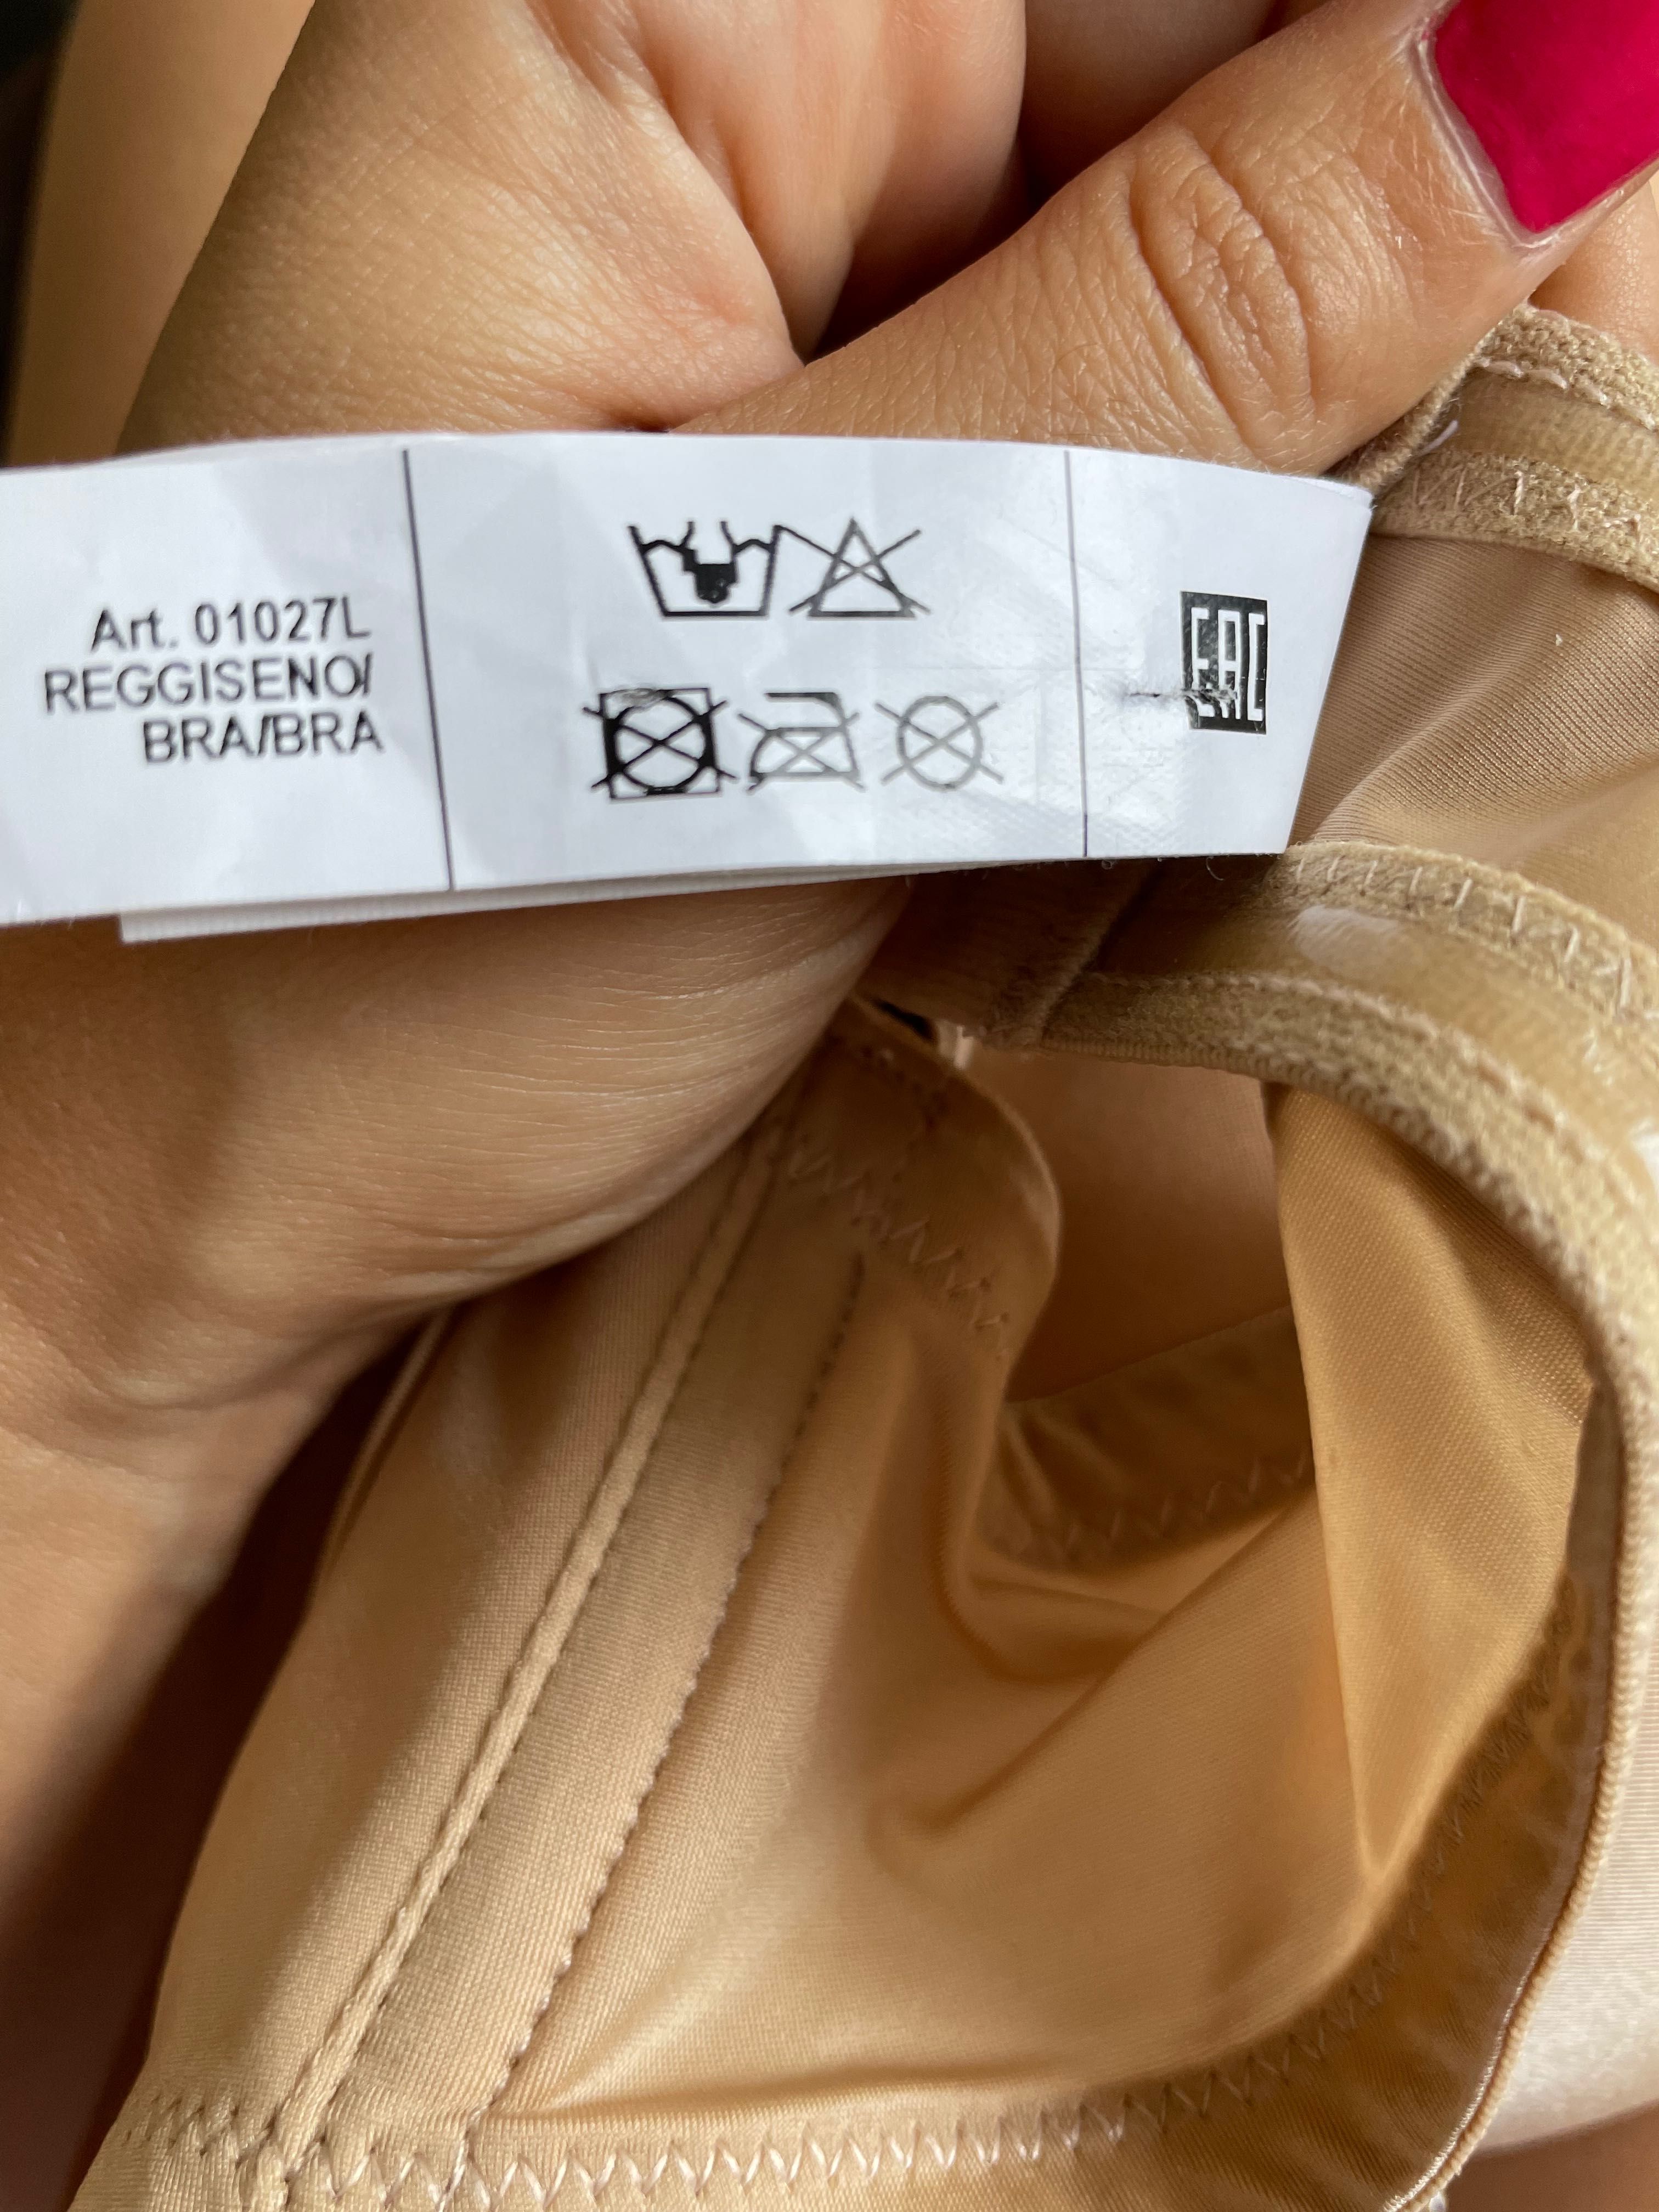 Art. 01027L
REGGISENO/
BRA/BRA
EAC